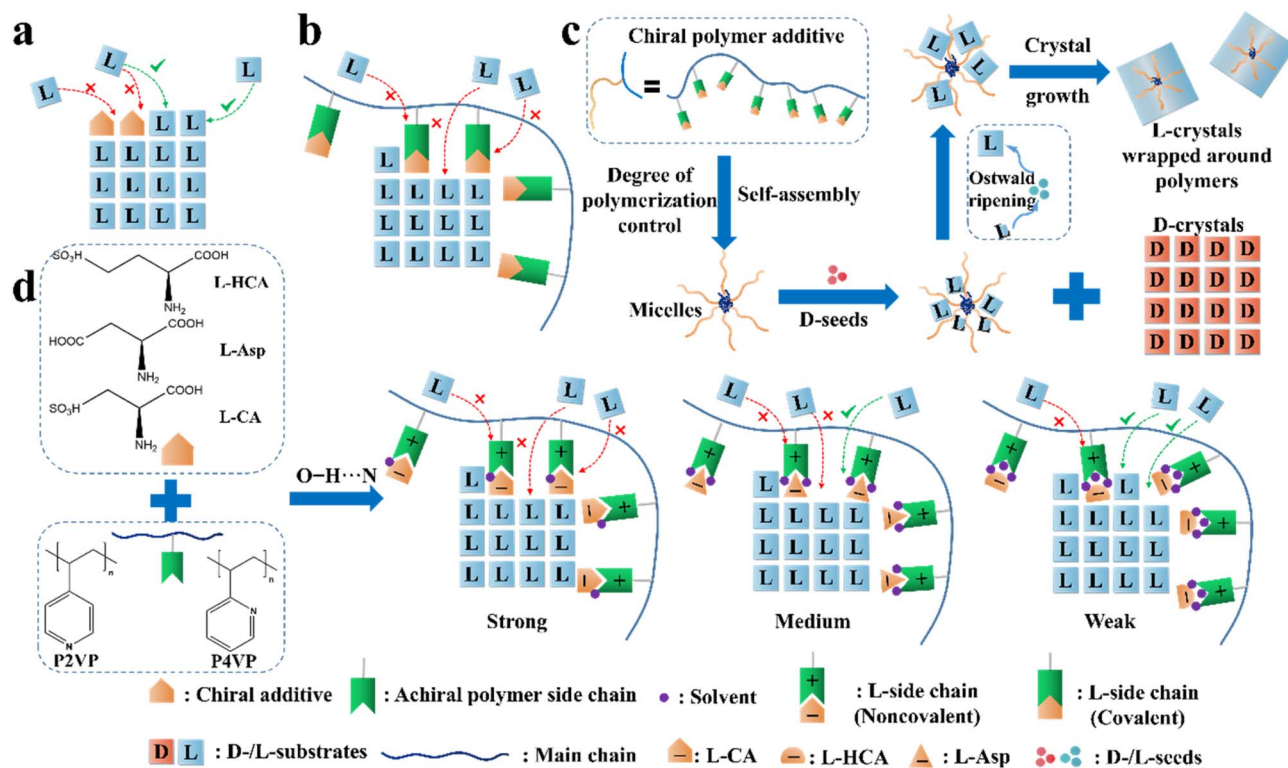 a
L
L
L
L L
L L L L
L L L L
L L L L
b
L
L
L
L
L L L L
L L L L
L L L L
c
Chiral polymer additive
=
Degree of
polymerization
control
Self-assembly
Micelles
D-seeds
L
L
L
L
L
L
L
L
L
Crystal
growth
L
Ostwald
ripening
L
L-crystals
wrapped around
polymers
D-crystals
D D D D
D D D D
D D D D
D D D D
d
SO₃H
COOH
NH₂
L-HCA
HOOC
COOH
NH₂
L-Asp
SO₃H
COOH
NH₂
L-CA
n
N
P2VP
n
N
P4VP
O–H···N
L
L
L
+
−
+
−
+
−
L
L L L L
L L L L
L L L L
− +
− +
Strong
L
L
L
+
−
+
−
+
−
L
L L L L
L L L L
L L L L
− +
− +
Medium
L
L
L
+
−
+
−
+
−
L L
L L L L
L L L L
L L L L
− +
− +
Weak
: Chiral additive
: Achiral polymer side chain
: Solvent
+
−
: L-side chain
(Noncovalent)
: L-side chain
(Covalent)
D L : D-/L-substrates
: Main chain
− : L-CA
− : L-HCA
− : L-Asp
: D-/L-seeds